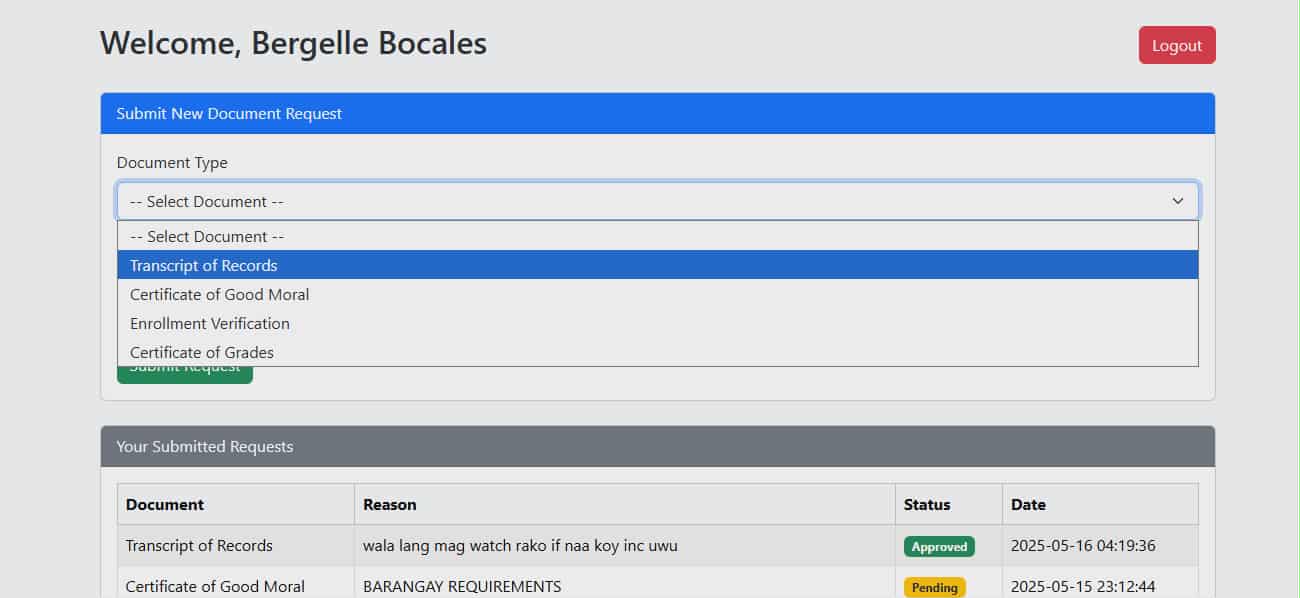 Welcome, Bergelle Bocales
Logout
Submit New Document Request
Document Type
-- Select Document --
-- Select Document --
Transcript of Records
Certificate of Good Moral
Enrollment Verification
Certificate of Grades
Submit Request
Your Submitted Requests
Document Reason Status Date
Transcript of Records wala lang mag watch rako if naa koy inc uwu Approved 2025-05-16 04:19:36
Certificate of Good Moral BARANGAY REQUIREMENTS Pending 2025-05-15 23:12:44